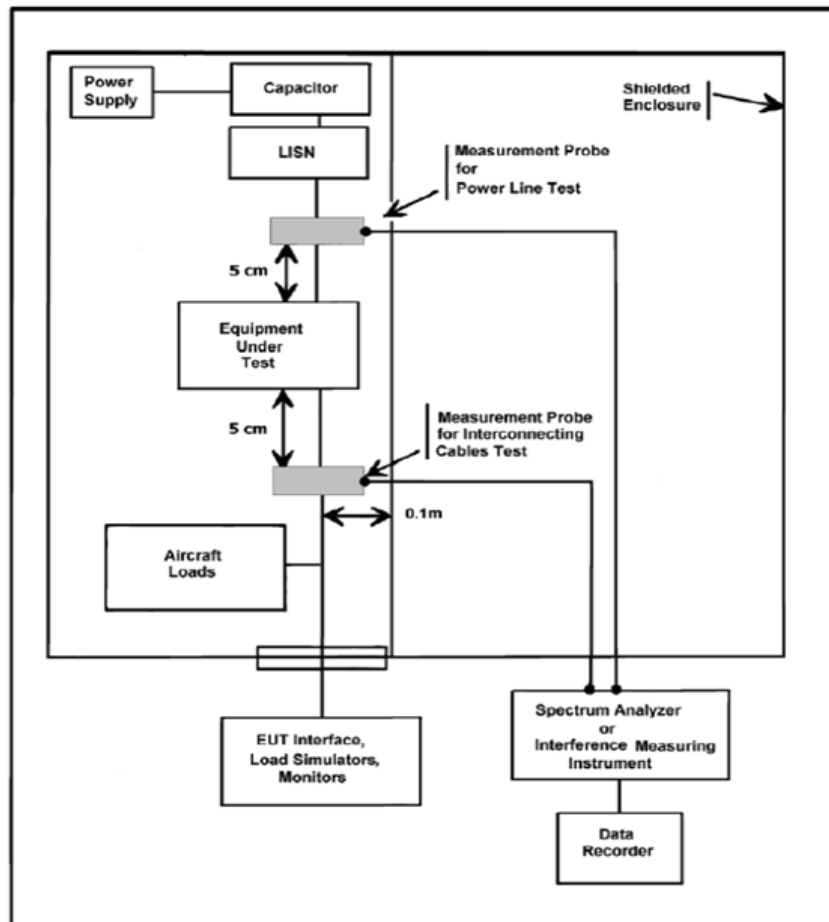 Power
Supply
Capacitor
Shielded
Enclosure
LISN
Measurement Probe
for
Power Line Test
5 cm
Equipment
Under
Test
5 cm
Measurement Probe
for Interconnecting
Cables Test
0.1m
Aircraft
Loads
EUT Interface,
Load Simulators,
Monitors
Spectrum Analyzer
or
Interference Measuring
Instrument
Data
Recorder